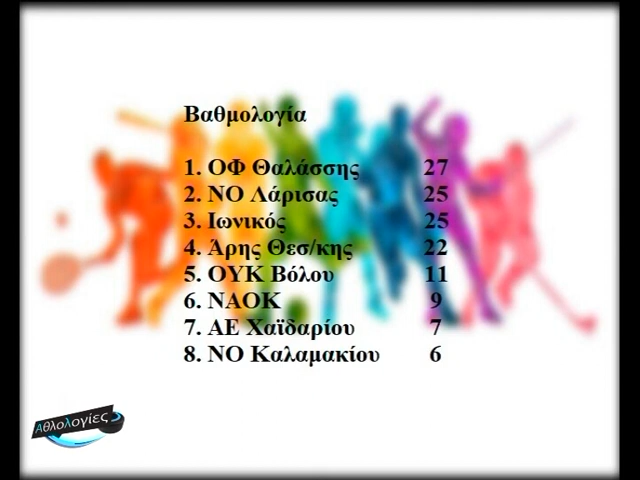 Βαθμολογία
1. ΟΦ Θαλάσσης 27
2. ΝΟ Λάρισας 25
3. Ιωνικός 25
4. Άρης Θεσ/κης 22
5. ΟΥΚ Βόλου 11
6. ΝΑΟΚ 9
7. ΑΕ Χαϊδαρίου 7
8. ΝΟ Καλαμακίου 6
Αθλολογίες